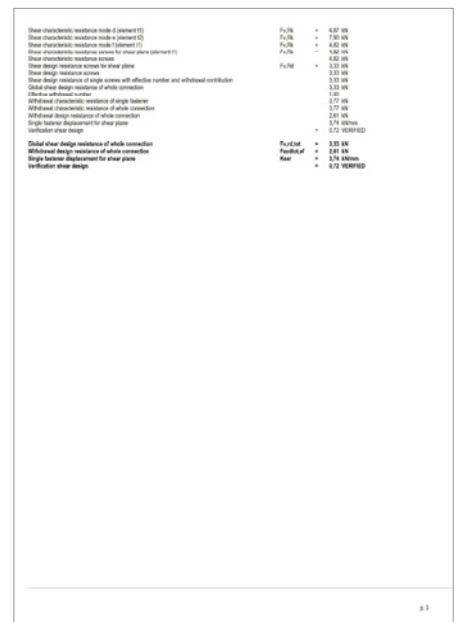 Shear characteristic resistance mode d (element t1) Fv,Rk = 4,87 kN
Shear characteristic resistance mode e (element t2) Fv,Rk = 7,90 kN
Shear characteristic resistance mode f (element t1) Fv,Rk = 4,82 kN
Shear characteristic resistance screws for shear plane (element t1) Fv,Rk = 4,82 kN
Shear characteristic resistance screws 4,82 kN
Shear design resistance screws for shear plane Fv,Rd = 3,33 kN
Shear design resistance screws 3,33 kN
Shear design resistance of single screws with effective number and withdrawal contribution 3,33 kN
Global shear design resistance of whole connection 3,33 kN
Effective withdrawal number 1,00
Withdrawal characteristic resistance of single fastener 3,77 kN
Withdrawal characteristic resistance of whole connection 3,77 kN
Withdrawal design resistance of whole connection 2,61 kN
Single fastener displacement for shear plane 3,74 kN/mm
Verification shear design = 0,72 VERIFIED
Global shear design resistance of whole connection Fv,rd,tot = 3,33 kN
Withdrawal design resistance of whole connection = 2,61 kN
Single fastener displacement for shear plane Kser = 3,74 kN/mm
Verification shear design = 0,72 VERIFIED
p.3